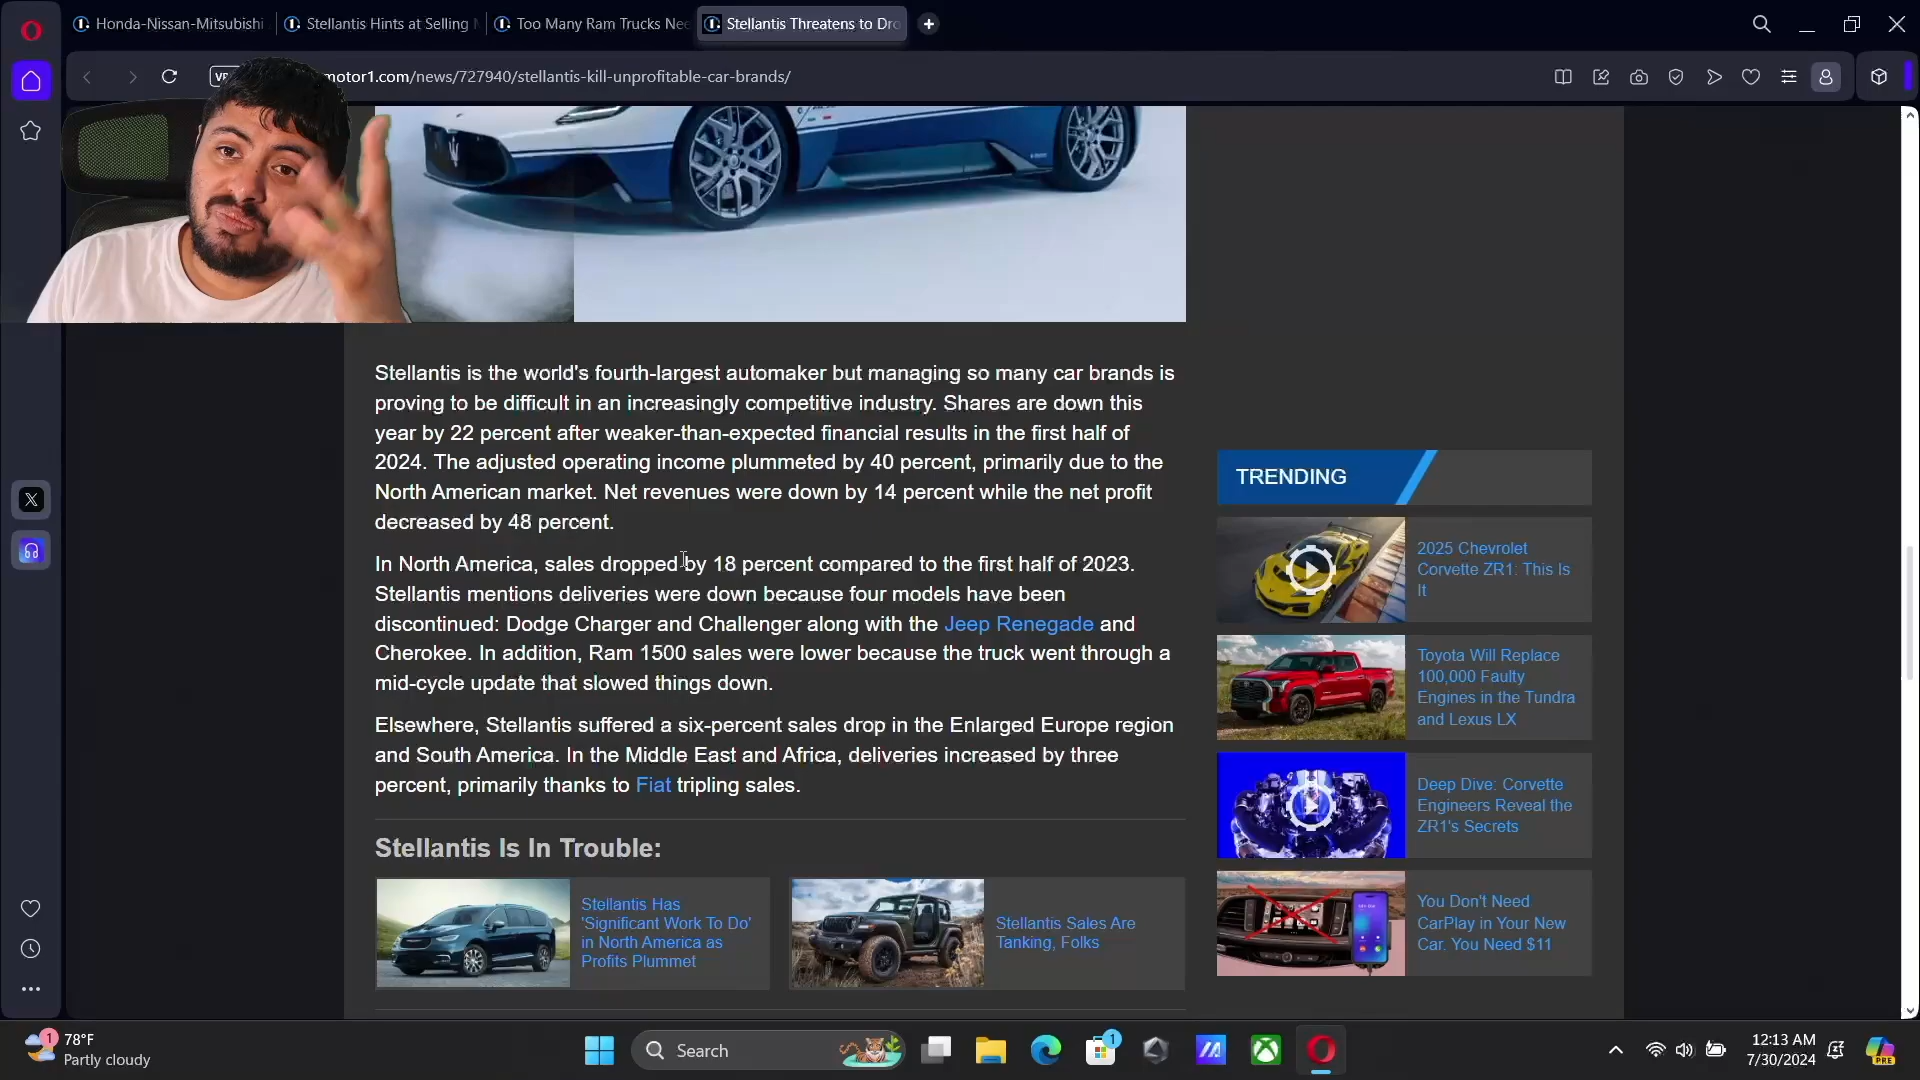 Honda-Nissan-Mitsubishi
Stellantis Hints at Selling
Too Many Ram Trucks Nee
Stellantis Threatens to Dro
motor1.com/news/727940/stellantis-kill-unprofitable-car-brands/
Stellantis is the world's fourth-largest automaker but managing so many car brands is
proving to be difficult in an increasingly competitive industry. Shares are down this
year by 22 percent after weaker-than-expected financial results in the first half of
2024. The adjusted operating income plummeted by 40 percent, primarily due to the
North American market. Net revenues were down by 14 percent while the net profit
decreased by 48 percent.
In North America, sales dropped by 18 percent compared to the first half of 2023.
Stellantis mentions deliveries were down because four models have been
discontinued: Dodge Charger and Challenger along with the Jeep Renegade and
Cherokee. In addition, Ram 1500 sales were lower because the truck went through a
mid-cycle update that slowed things down.
Elsewhere, Stellantis suffered a six-percent sales drop in the Enlarged Europe region
and South America. In the Middle East and Africa, deliveries increased by three
percent, primarily thanks to Fiat tripling sales.
Stellantis Is In Trouble:
Stellantis Has
'Significant Work To Do'
in North America as
Profits Plummet
Stellantis Sales Are
Tanking, Folks
TRENDING
2025 Chevrolet
Corvette ZR1: This Is
It
Toyota Will Replace
100,000 Faulty
Engines in the Tundra
and Lexus LX
Deep Dive: Corvette
Engineers Reveal the
ZR1's Secrets
You Don't Need
CarPlay in Your New
Car. You Need $11
1
78°F
Partly cloudy
Search
1
12:13 AM
7/30/2024
PRE